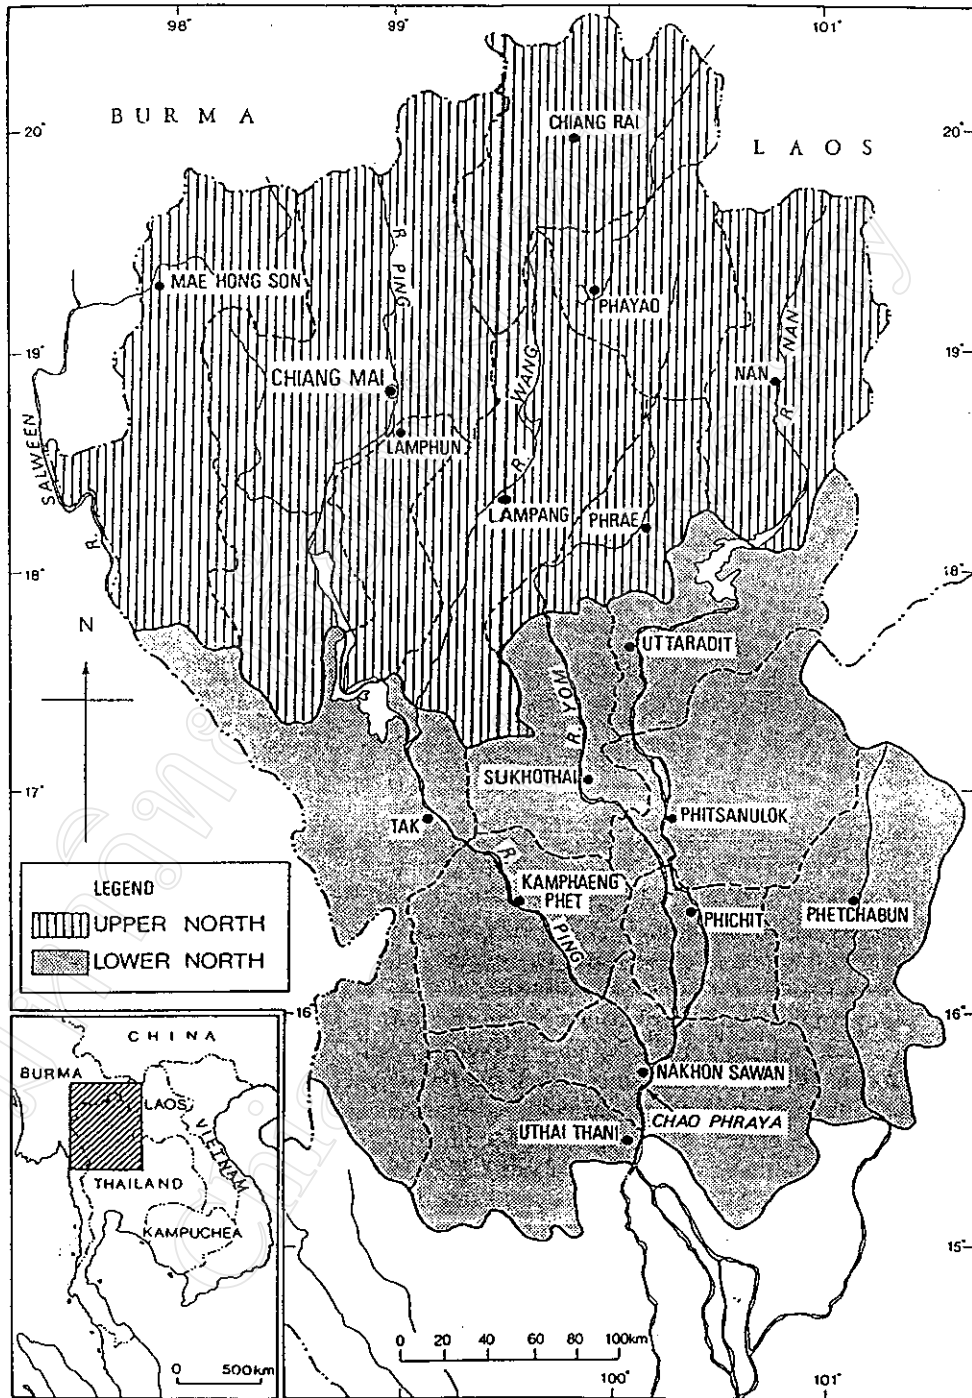 98°
99°
101°
BURMA
20°
CHIANG RAI
20°
LAOS
R. PING
MAE HONG SON
PHAYAO
R. NAN
19°
19°
CHIANG MAI
R. WANG
NAN
SALWEEN R.
LAMPHUN
LAMPANG
PHRAE
18°
18°
N
UTTARADIT
R. YOM
SUKHOTHAI
17°
17°
TAK
PHITSANULOK
R. PING
KAMPHAENG
PHET
PHICHIT
PHETCHABUN
LEGEND
UPPER NORTH
LOWER NORTH
16°
16°
NAKHON SAWAN
CHAO PHRAYA
UTHAI THANI
CHINA
BURMA
LAOS
VIETNAM
THAILAND
KAMPUCHEA
0 500km
15°
0 20 40 60 80 100km
100°
101°